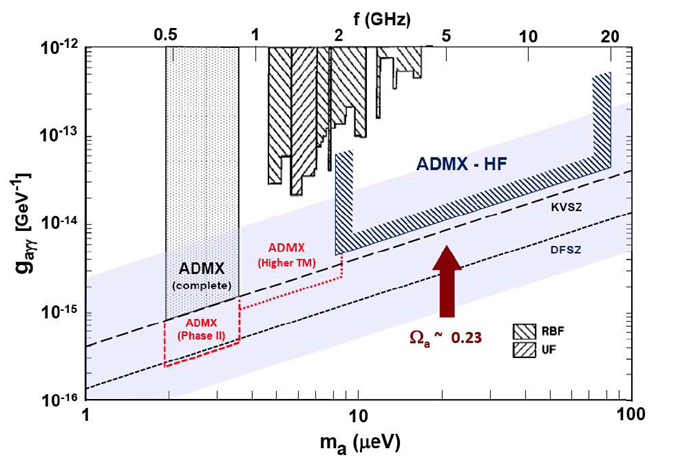 f (GHz)
0.5 1 2 5 10 20
10-12
10-13
10-14
10-15
10-16
gaγγ [GeV-1]
ADMX - HF
KVSZ
DFSZ
ADMX
(complete)
ADMX
(Higher TM)
ADMX
(Phase II)
Ωa ~ 0.23
RBF
UF
1 10 100
ma (μeV)